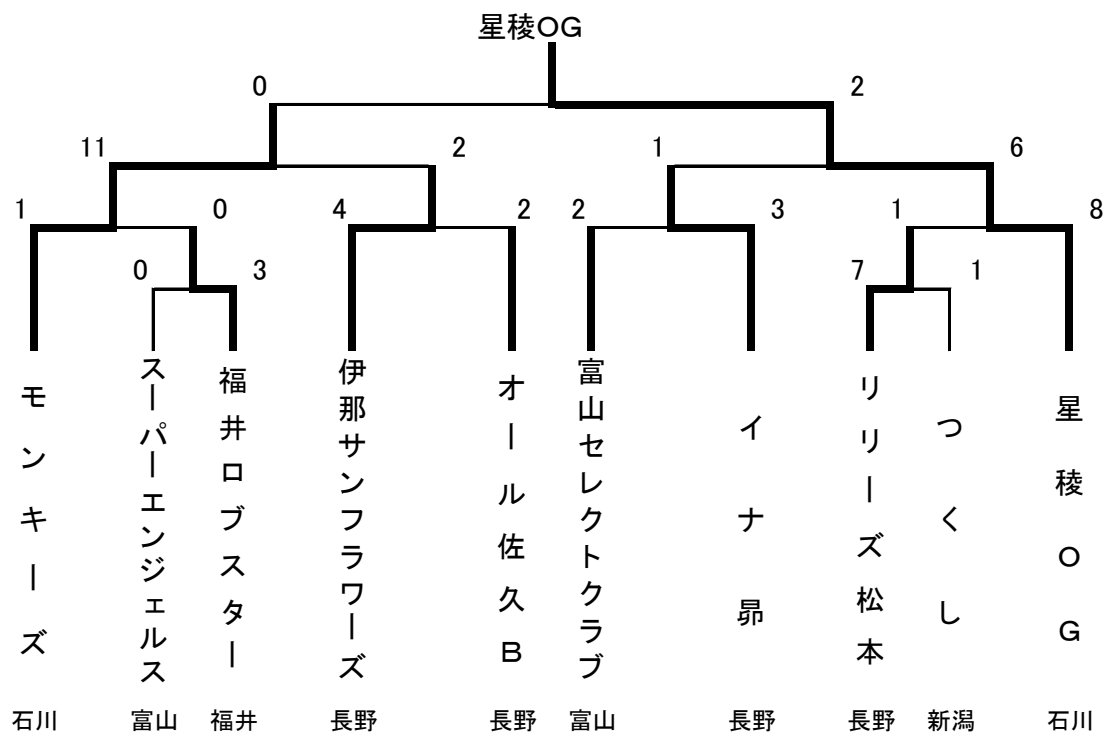 星稜OG
0
2
11
2
1
6
1
0
4
2
2
3
1
8
0
3
7
1
モンキーズ
スーパーエンジェルス
福井ロブスター
伊那サンフラワーズ
オール佐久B
富山セレクトクラブ
イナ昴
リリーズ松本
つくし
星稜OG
石川
富山
福井
長野
長野
富山
長野
長野
新潟
石川